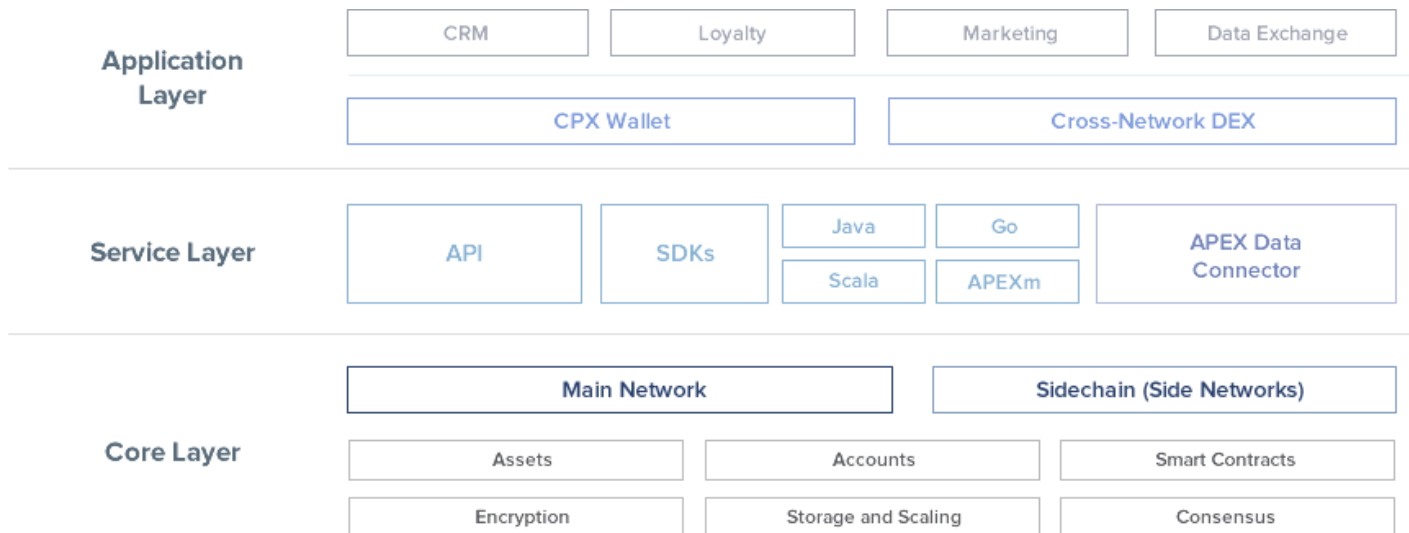 Application
Layer
CRM
Loyalty
Marketing
Data Exchange
CPX Wallet
Cross-Network DEX
Service Layer
API
SDKs
Java
Go
Scala
APEXm
APEX Data
Connector
Core Layer
Main Network
Sidechain (Side Networks)
Assets
Accounts
Smart Contracts
Encryption
Storage and Scaling
Consensus